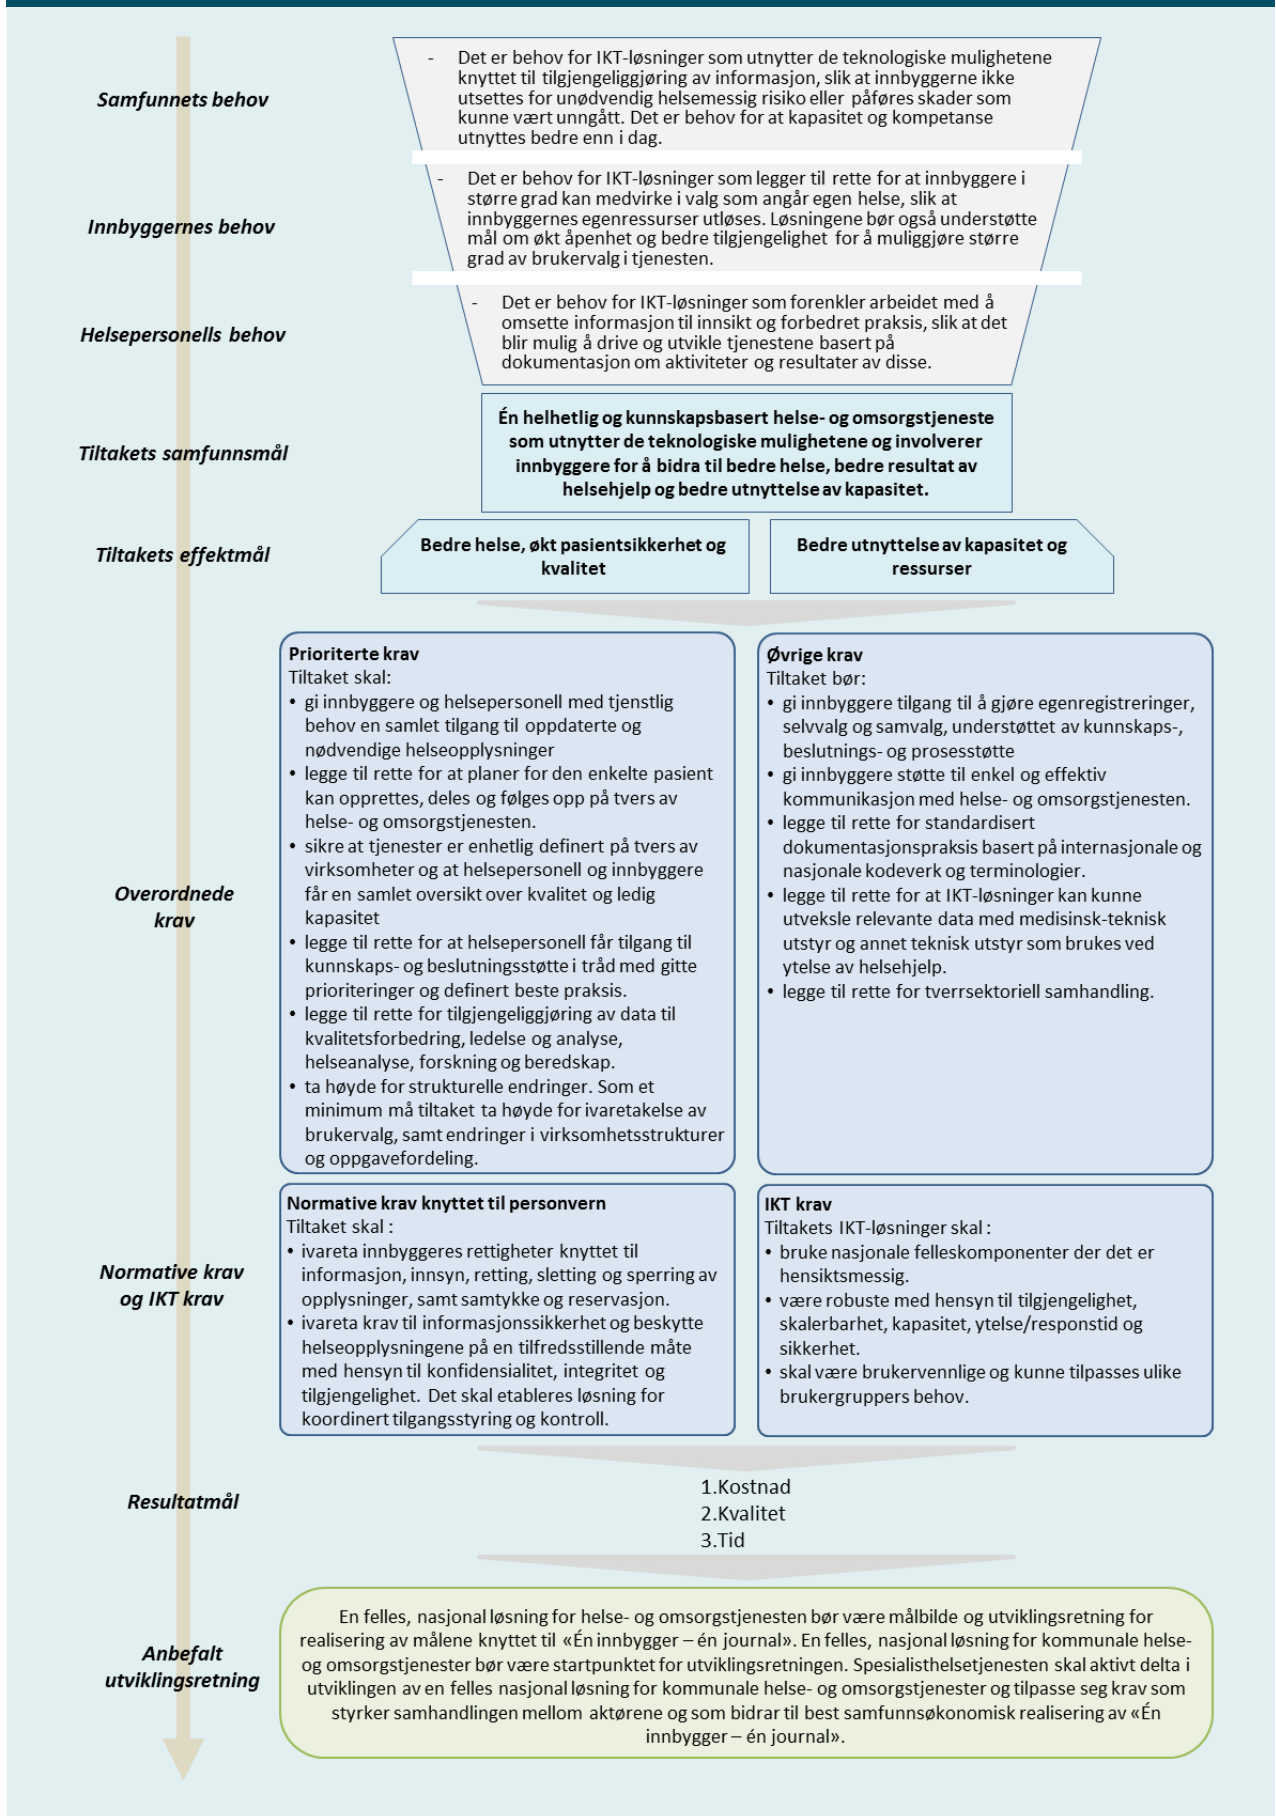 Samfunnets behov
- Det er behov for IKT-løsninger som utnytter de teknologiske mulighetene
knyttet til tilgjengeliggjøring av informasjon, slik at innbyggerne ikke
utsettes for unødvendig helsemessig risiko eller påføres skader som
kunne vært unngått. Det er behov for at kapasitet og kompetanse
utnyttes bedre enn i dag.
Innbyggernes behov
- Det er behov for IKT-løsninger som legger til rette for at innbyggere i
større grad kan medvirke i valg som angår egen helse, slik at
innbyggernes egenressurser utløses. Løsningene bør også understøtte
mål om økt åpenhet og bedre tilgjengelighet for å muliggjøre større
grad av brukervalg i tjenesten.
Helsepersonells behov
- Det er behov for IKT-løsninger som forenkler arbeidet med å
omsette informasjon til innsikt og forbedret praksis, slik at det
blir mulig å drive og utvikle tjenestene basert på
dokumentasjon om aktiviteter og resultater av disse.
Tiltakets samfunnsmål
Én helhetlig og kunnskapsbasert helse- og omsorgstjeneste
som utnytter de teknologiske mulighetene og involverer
innbyggere for å bidra til bedre helse, bedre resultat av
helsehjelp og bedre utnyttelse av kapasitet.
Tiltakets effektmål
Bedre helse, økt pasientsikkerhet og
kvalitet
Bedre utnyttelse av kapasitet og
ressurser
Overordnede
krav
Prioriterte krav
Tiltaket skal:
• gi innbyggere og helsepersonell med tjenstlig
behov en samlet tilgang til oppdaterte og
nødvendige helseopplysninger
• legge til rette for at planer for den enkelte pasient
kan opprettes, deles og følges opp på tvers av
helse- og omsorgstjenesten.
• sikre at tjenester er enhetlig definert på tvers av
virksomheter og at helsepersonell og innbyggere
får en samlet oversikt over kvalitet og ledig
kapasitet
• legge til rette for at helsepersonell får tilgang til
kunnskaps- og beslutningsstøtte i tråd med gitte
prioriteringer og definert beste praksis.
• legge til rette for tilgjengeliggjøring av data til
kvalitetsforbedring, ledelse og analyse,
helseanalyse, forskning og beredskap.
• ta høyde for strukturelle endringer. Som et
minimum må tiltaket ta høyde for ivaretakelse av
brukervalg, samt endringer i virksomhetsstrukturer
og oppgavefordeling.
Øvrige krav
Tiltaket bør:
• gi innbyggere tilgang til å gjøre egenregistreringer,
selvvalg og samvalg, understøttet av kunnskaps-,
beslutnings- og prosesstøtte
• gi innbyggere støtte til enkel og effektiv
kommunikasjon med helse- og omsorgstjenesten.
• legge til rette for standardisert
dokumentasjonspraksis basert på internasjonale og
nasjonale kodeverk og terminologier.
• legge til rette for at IKT-løsninger kan kunne
utveksle relevante data med medisinsk-teknisk
utstyr og annet teknisk utstyr som brukes ved
ytelse av helsehjelp.
• legge til rette for tverrsektoriell samhandling.
Normative krav
og IKT krav
Normative krav knyttet til personvern
Tiltaket skal :
• ivareta innbyggeres rettigheter knyttet til
informasjon, innsyn, retting, sletting og sperring av
opplysninger, samt samtykke og reservasjon.
• ivareta krav til informasjonssikkerhet og beskytte
helseopplysningene på en tilfredsstillende måte
med hensyn til konfidensialitet, integritet og
tilgjengelighet. Det skal etableres løsning for
koordinert tilgangsstyring og kontroll.
IKT krav
Tiltakets IKT-løsninger skal :
• bruke nasjonale felleskomponenter der det er
hensiktsmessig.
• være robuste med hensyn til tilgjengelighet,
skalerbarhet, kapasitet, ytelse/responstid og
sikkerhet.
• skal være brukervennlige og kunne tilpasses ulike
brukergruppers behov.
Resultatmål
1.Kostnad
2.Kvalitet
3.Tid
Anbefalt
utviklingsretning
En felles, nasjonal løsning for helse- og omsorgstjenesten bør være målbilde og utviklingsretning for
realisering av målene knyttet til «Én innbygger – én journal». En felles, nasjonal løsning for kommunale helse-
og omsorgstjenester bør være startpunktet for utviklingsretningen. Spesialisthelsetjenesten skal aktivt delta i
utviklingen av en felles nasjonal løsning for kommunale helse- og omsorgstjenester og tilpasse seg krav som
styrker samhandlingen mellom aktørene og som bidrar til best samfunnsøkonomisk realisering av «Én
innbygger – én journal».